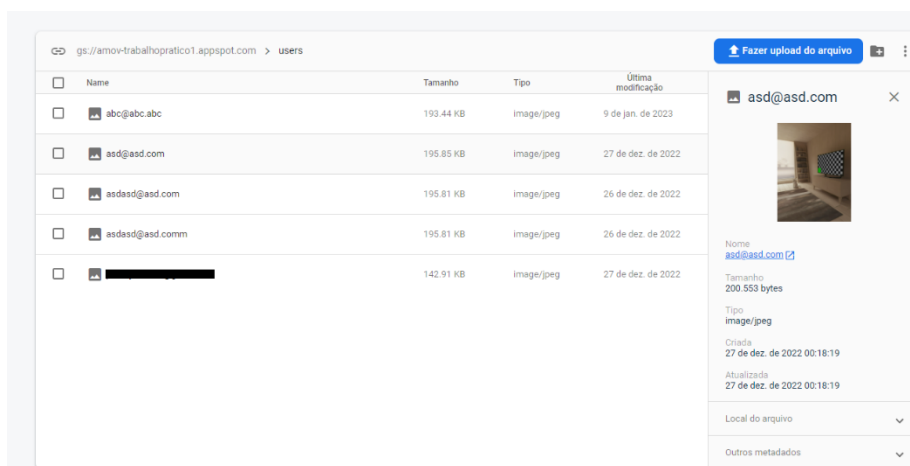 gs://amov-trabalhopratico1.appspot.com > users
Fazer upload do arquivo
Name Tamanho Tipo Última modificação
abc@abc.abc 193.44 KB image/jpeg 9 de jan. de 2023
asd@asd.com 195.85 KB image/jpeg 27 de dez. de 2022
asdasd@asd.com 195.81 KB image/jpeg 26 de dez. de 2022
asdasd@asd.comm 195.81 KB image/jpeg 26 de dez. de 2022
142.91 KB image/jpeg 27 de dez. de 2022
asd@asd.com
Nome
asd@asd.com
Tamanho
200.553 bytes
Tipo
image/jpeg
Criada
27 de dez. de 2022 00:18:19
Atualizada
27 de dez. de 2022 00:18:19
Local do arquivo
Outros metadados